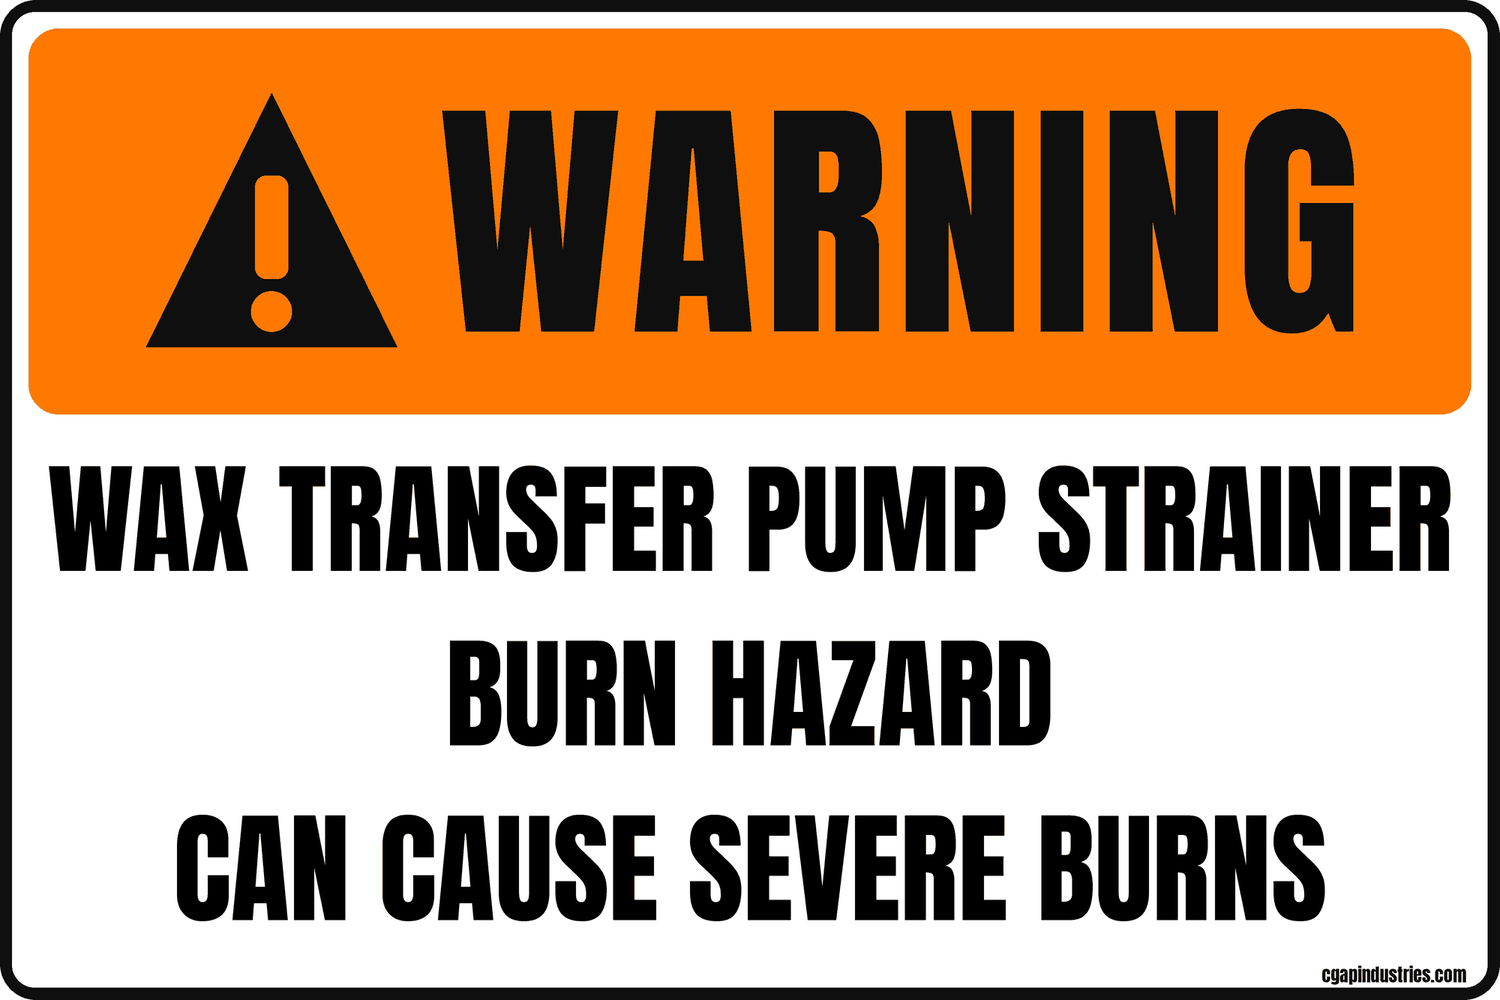 WARNING
WAX TRANSFER PUMP STRAINER
BURN HAZARD
CAN CAUSE SEVERE BURNS
cgapindustries.com